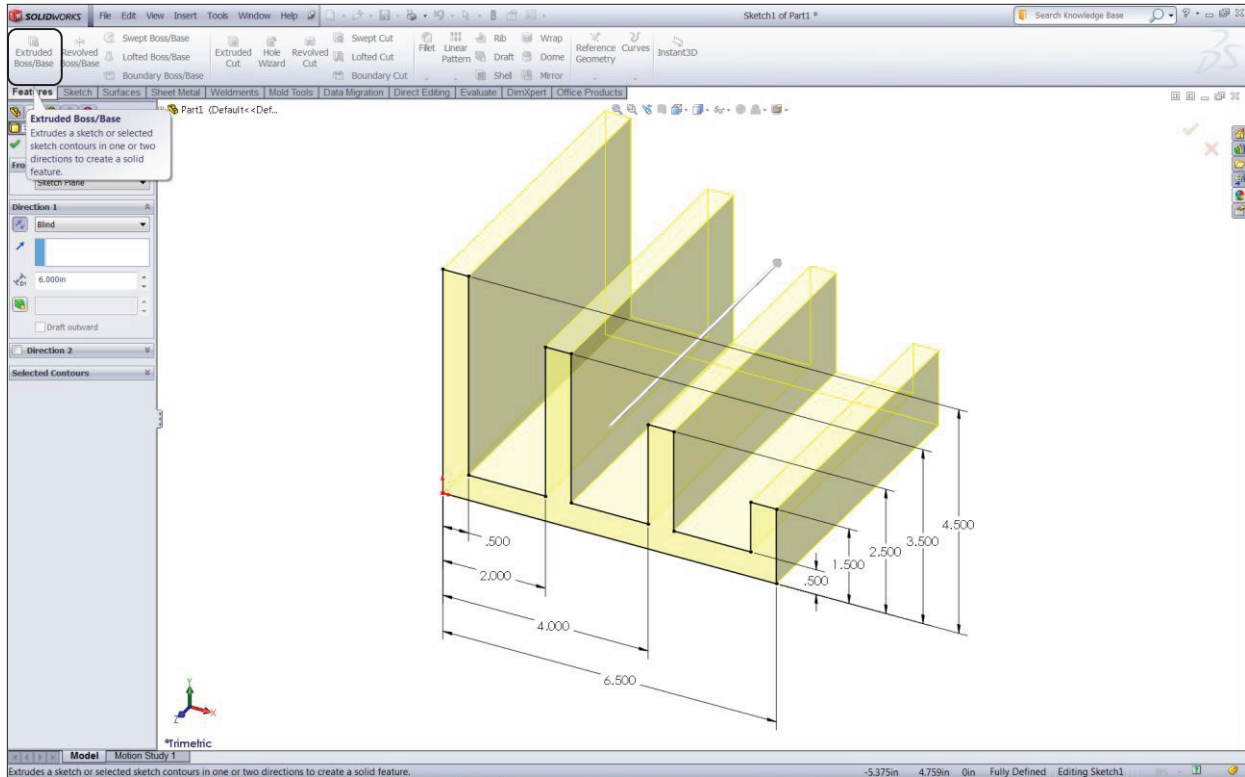 SOLIDWORKS File Edit View Insert Tools Window Help Sketch1 of Part1 * Search Knowledge Base ?
Extruded Boss/Base
Revolved Boss/Base
Swept Boss/Base
Lofted Boss/Base
Boundary Boss/Base
Extruded Cut
Hole Wizard
Revolved Cut
Swept Cut
Lofted Cut
Boundary Cut
Fillet
Linear Pattern
Rib
Draft
Shell
Wrap
Dome
Mirror
Reference Geometry
Curves
Instant3D
Features Sketch Surfaces Sheet Metal Weldments Mold Tools Data Migration Direct Editing Evaluate DimXpert Office Products
Part1 (Default<<Def...
Extruded Boss/Base
Extrudes a sketch or selected
sketch contours in one or two
directions to create a solid
feature.
Sketch Plane
Direction 1
Blind
6.000in
Draft outward
Direction 2
Selected Contours
.500
2.000
4.000
6.500
.500
1.500
2.500
3.500
4.500
Y
X
Z
*Trimetric
Model Motion Study 1
Extrudes a sketch or selected sketch contours in one or two directions to create a solid feature. -5.375in 4.759in 0in Fully Defined Editing Sketch1